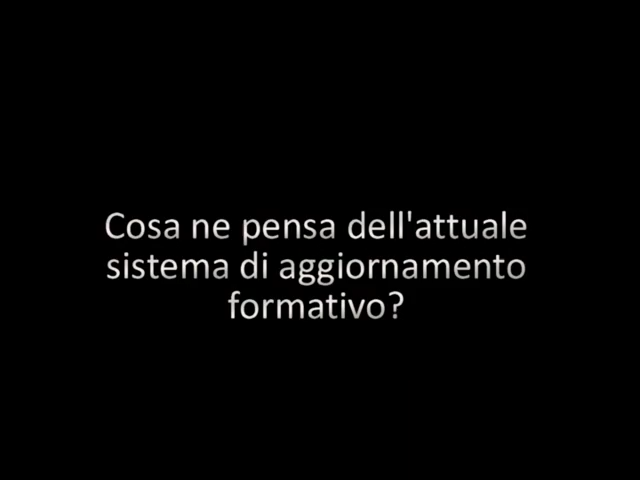 Cosa ne pensa dell'attuale
sistema di aggiornamento
formativo?